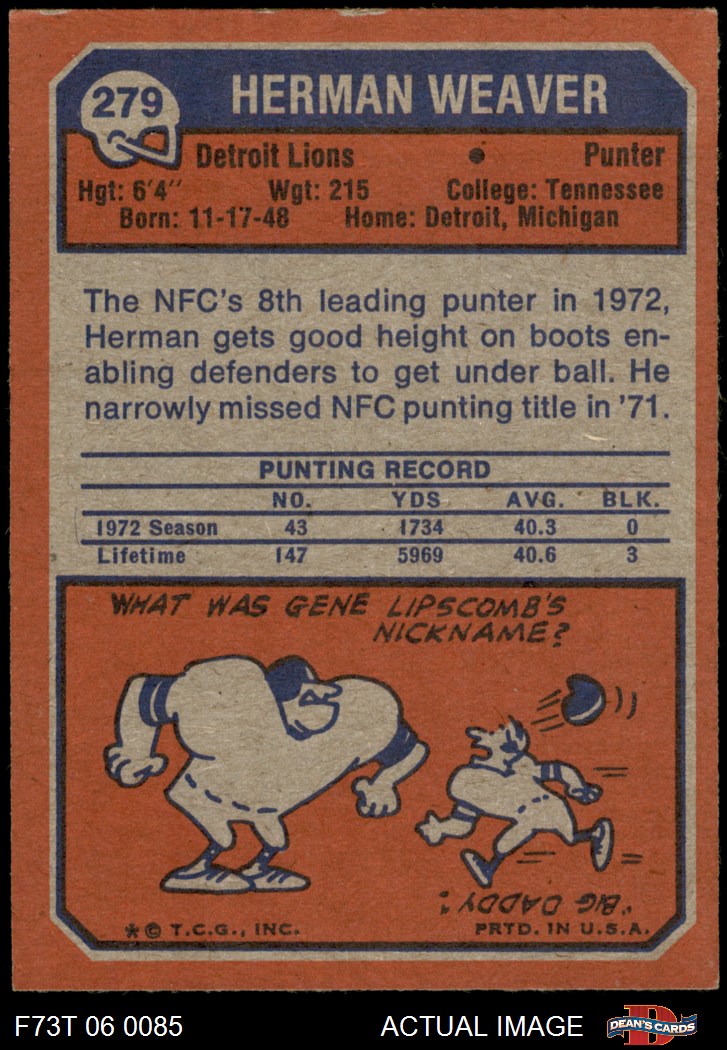 279
HERMAN WEAVER
Detroit Lions • Punter
Hgt: 6'4" Wgt: 215 College: Tennessee
Born: 11-17-48 Home: Detroit, Michigan
The NFC's 8th leading punter in 1972,
Herman gets good height on boots en-
abling defenders to get under ball. He
narrowly missed NFC punting title in '71.
PUNTING RECORD
NO. YDS AVG. BLK.
1972 Season 43 1734 40.3 0
Lifetime 147 5969 40.6 3
WHAT WAS GENE LIPSCOMB'S
NICKNAME?
"BIG DADDY".
*© T.C.G., INC. PRTD. IN U.S.A.
F73T 06 0085 ACTUAL IMAGE D DEAN'S CARDS